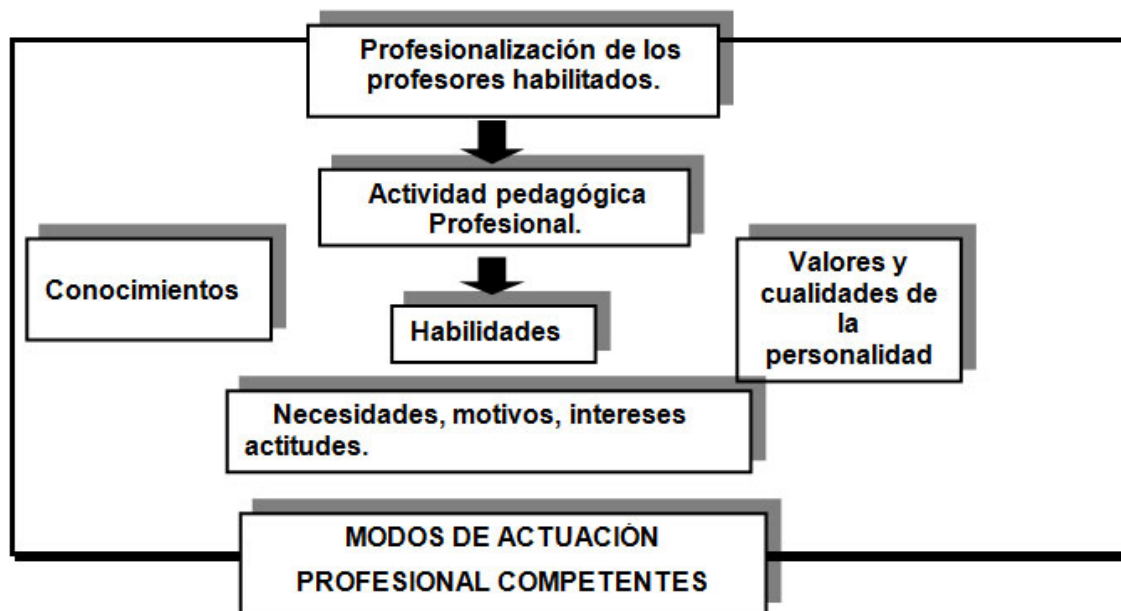 Profesionalización de los
profesores habilitados.
Actividad pedagógica
Profesional.
Conocimientos
Habilidades
Valores y
cualidades de
la
personalidad
Necesidades, motivos, intereses
actitudes.
MODOS DE ACTUACIÓN
PROFESIONAL COMPETENTES